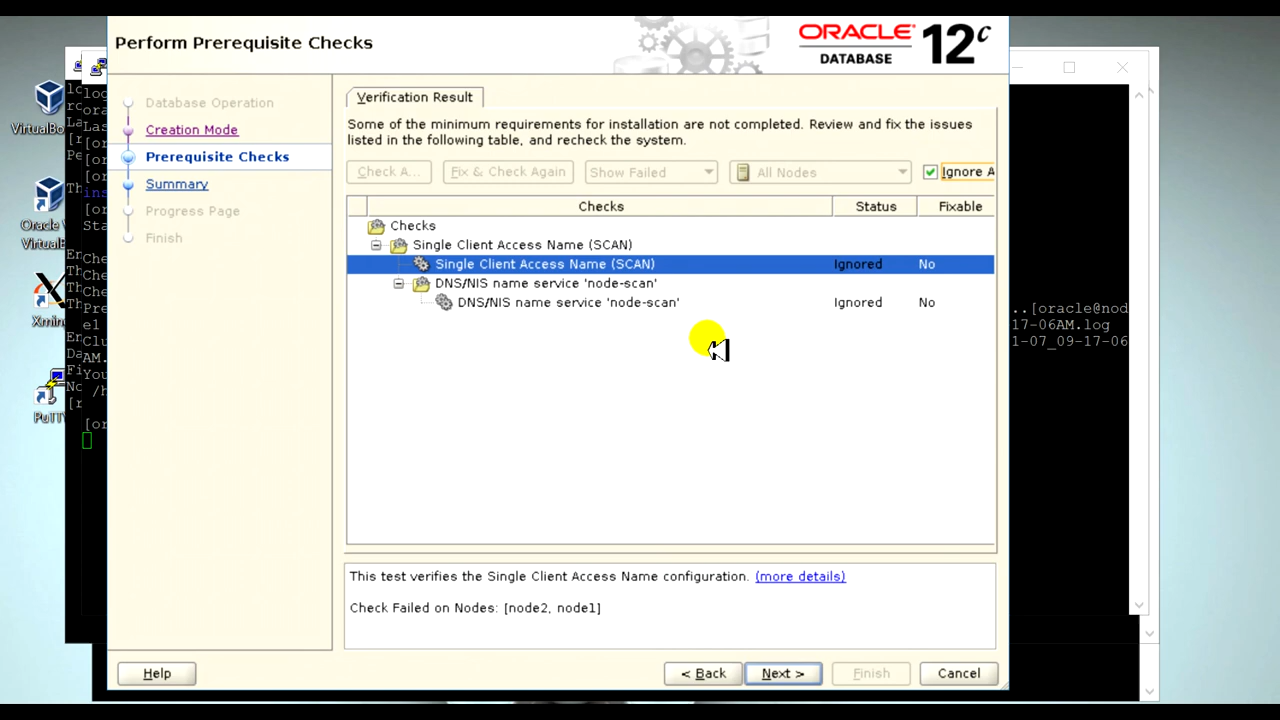 Perform Prerequisite Checks
ORACLE
DATABASE
12c
Database Operation
Creation Mode
Prerequisite Checks
Summary
Progress Page
Finish
Verification Result
Some of the minimum requirements for installation are not completed. Review and fix the issues
listed in the following table, and recheck the system.
Check A...
Fix & Check Again
Show Failed
All Nodes
Ignore A
Checks Status Fixable
Checks
Single Client Access Name (SCAN)
Single Client Access Name (SCAN) Ignored No
DNS/NIS name service 'node-scan'
DNS/NIS name service 'node-scan' Ignored No
This test verifies the Single Client Access Name configuration. (more details)
Check Failed on Nodes: [node2, node1]
Help
< Back
Next >
Finish
Cancel
VirtualBo
Oracle V
VirtualB
Xmin
PuTTY
..[oracle@nod
17-06AM.log
1-07_09-17-06